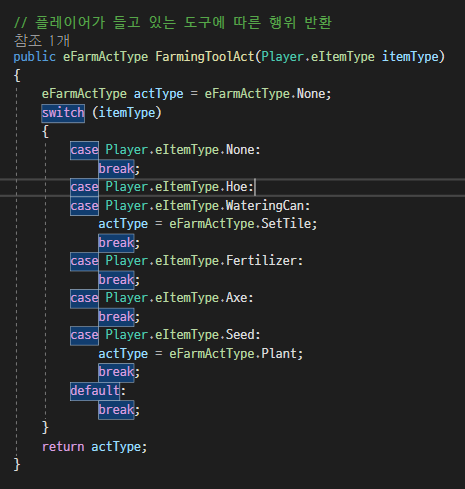 // 플레이어가 들고 있는 도구에 따른 행위 반환
참조 1개
public eFarmActType FarmingToolAct(Player.eItemType itemType)
{
    eFarmActType actType = eFarmActType.None;
    switch (itemType)
    {
        case Player.eItemType.None:
            break;
        case Player.eItemType.Hoe:
        case Player.eItemType.WateringCan:
            actType = eFarmActType.SetTile;
            break;
        case Player.eItemType.Fertilizer:
            break;
        case Player.eItemType.Axe:
            break;
        case Player.eItemType.Seed:
            actType = eFarmActType.Plant;
            break;
        default:
            break;
    }
    return actType;
}